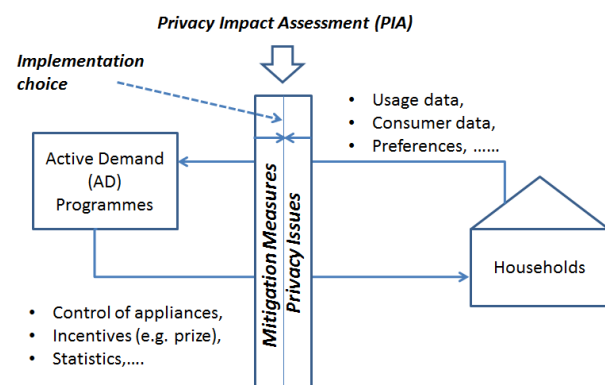 Privacy Impact Assessment (PIA)
Implementation
choice
• Usage data,
• Consumer data,
• Preferences, ......
Active Demand
(AD)
Programmes
Mitigation Measures
Privacy Issues
Households
• Control of appliances,
• Incentives (e.g. prize),
• Statistics,....